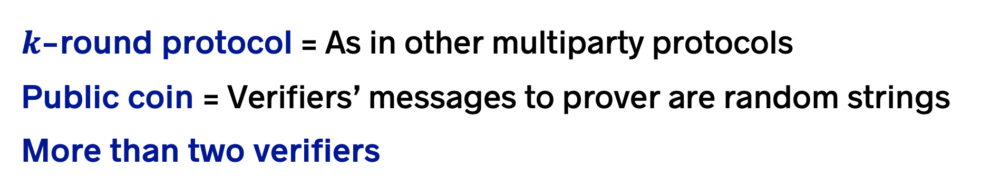 k-round protocol = As in other multiparty protocols
Public coin = Verifiers’ messages to prover are random strings
More than two verifiers